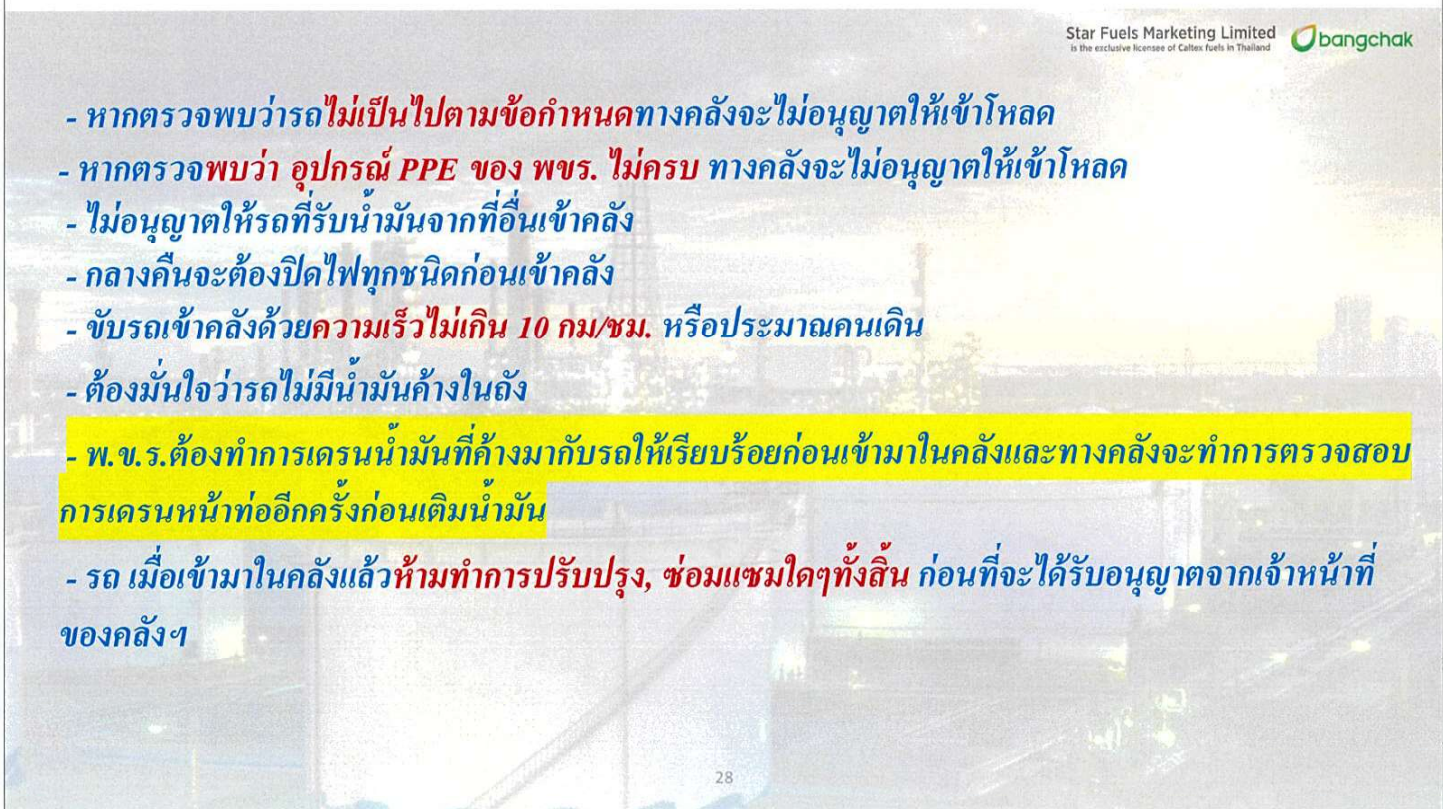 Star Fuels Marketing Limited
is the exclusive licensee of Caltex fuels in Thailand
bangchak
- หากตรวจพบว่ารถไม่เป็นไปตามข้อกำหนดทางคลังจะไม่อนุญาตให้เข้าโหลด
- หากตรวจพบว่า อุปกรณ์ PPE ของ พขร. ไม่ครบ ทางคลังจะไม่อนุญาตให้เข้าโหลด
- ไม่อนุญาตให้รถที่รับน้ำมันจากที่อื่นเข้าคลัง
- กลางคืนจะต้องปิดไฟทุกชนิดก่อนเข้าคลัง
- ขับรถเข้าคลังด้วยความเร็วไม่เกิน 10 กม/ชม. หรือประมาณคนเดิน
- ต้องมั่นใจว่ารถไม่มีน้ำมันค้างในถัง
- พ.ข.ร.ต้องทำการเดรนน้ำมันที่ค้างมากับรถให้เรียบร้อยก่อนเข้ามาในคลังและทางคลังจะทำการตรวจสอบ
การเดรนหน้าท่ออีกครั้งก่อนเติมน้ำมัน
- รถ เมื่อเข้ามาในคลังแล้วห้ามทำการปรับปรุง, ซ่อมแซมใดๆทั้งสิ้น ก่อนที่จะได้รับอนุญาตจากเจ้าหน้าที่
ของคลังฯ
28